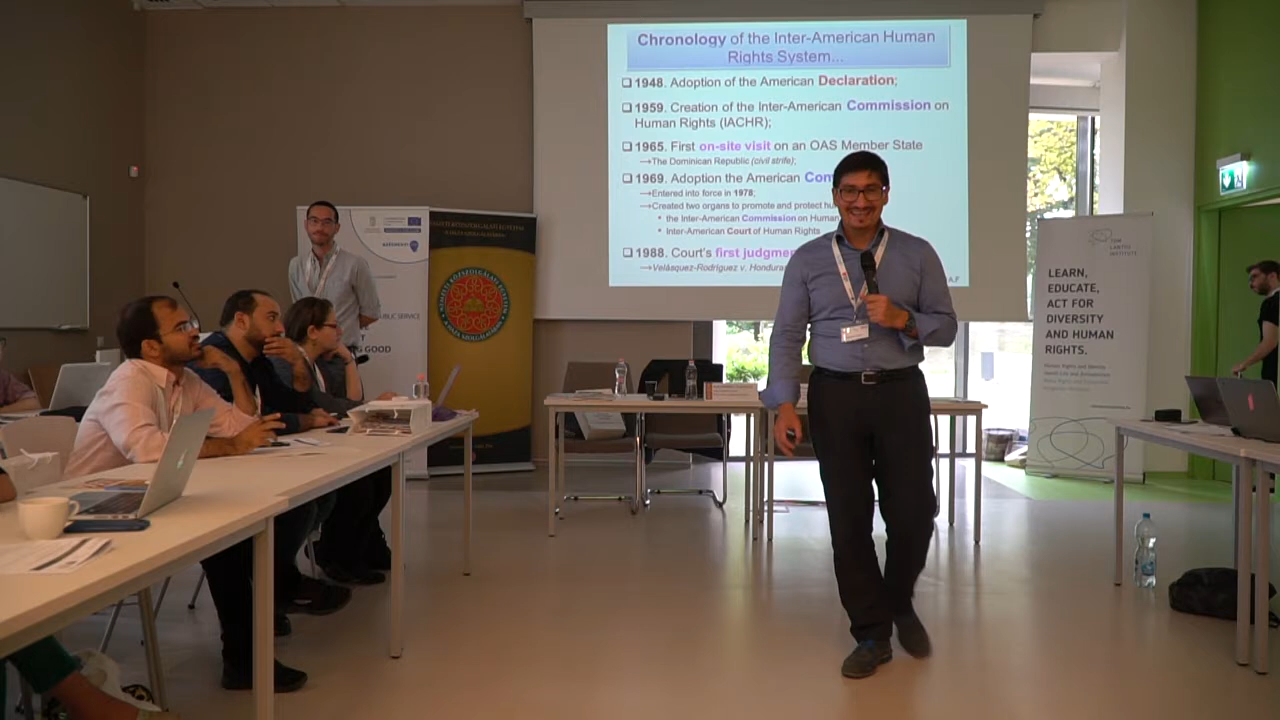 Chronology of the Inter-American Human
Rights System...
1948. Adoption of the American Declaration;
1959. Creation of the Inter-American Commission on
Human Rights (IACHR);
1965. First on-site visit on an OAS Member State
→The Dominican Republic (civil strife);
1969. Adoption the American
→Entered into force in 1978;
→Created two organs to promote and protect
• the Inter-American Commission on Human
• Inter-American Court of Human Rights
1988. Court's first
→Velásquez-Rodríguez v.
A.F
TOM
LANTOS
INSTITUTE
LEARN,
EDUCATE,
ACT FOR
DIVERSITY
AND HUMAN
RIGHTS.
SERVICE
GOOD